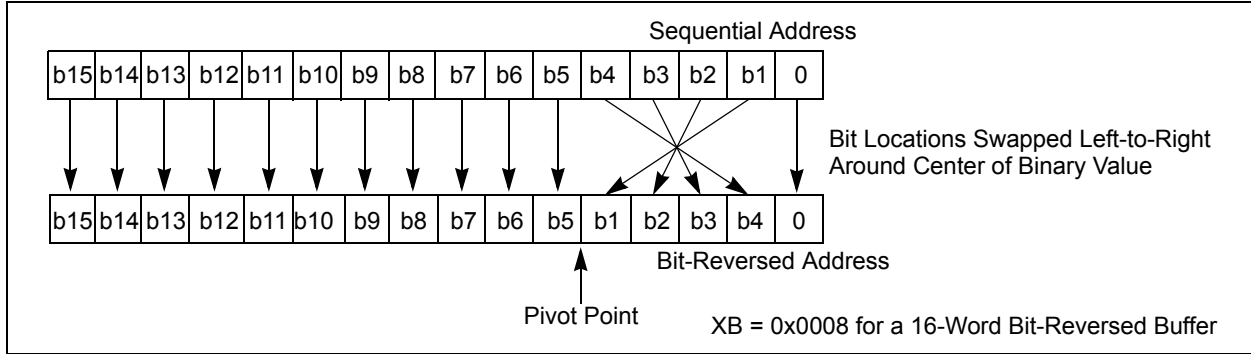 Sequential Address
b15 b14 b13 b12 b11 b10 b9 b8 b7 b6 b5 b4 b3 b2 b1 0
Bit Locations Swapped Left-to-Right
Around Center of Binary Value
b15 b14 b13 b12 b11 b10 b9 b8 b7 b6 b5 b1 b2 b3 b4 0
Bit-Reversed Address
Pivot Point
XB = 0x0008 for a 16-Word Bit-Reversed Buffer